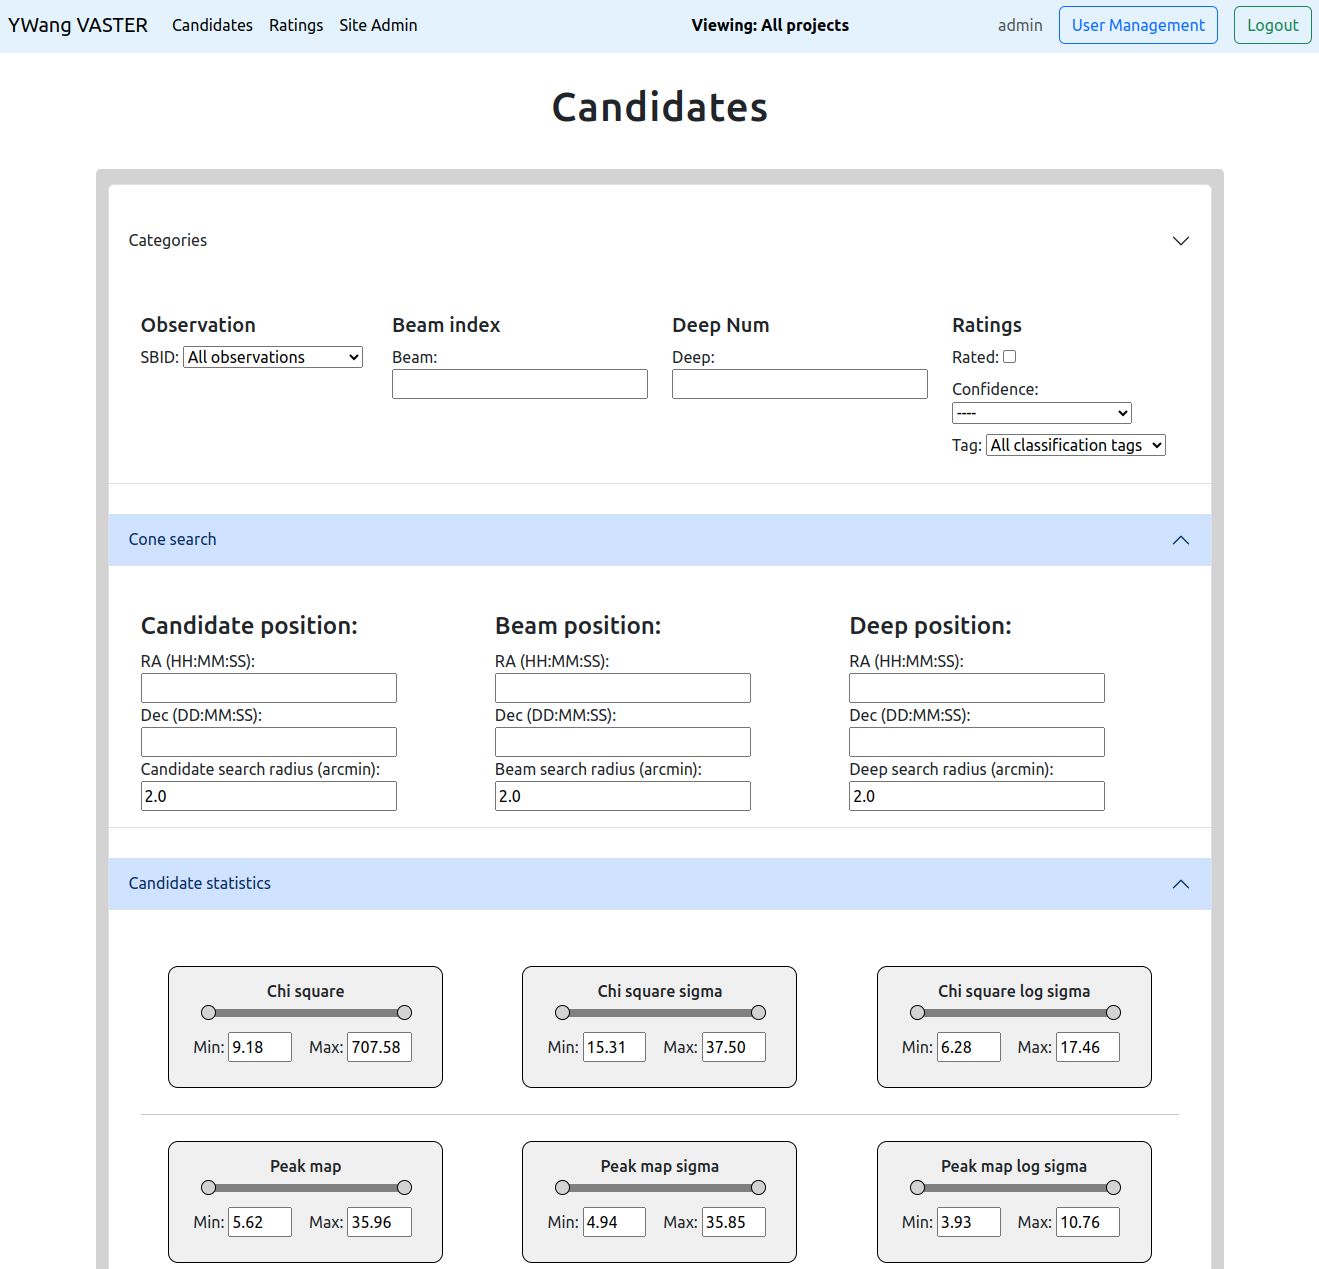 YWang VASTER Candidates Ratings Site Admin Viewing: All projects admin User Management Logout
Candidates
Categories
Observation Beam index Deep Num Ratings
SBID: All observations Beam: Deep: Rated:
Confidence:
----
Tag: All classification tags
Cone search
Candidate position: Beam position: Deep position:
RA (HH:MM:SS): RA (HH:MM:SS): RA (HH:MM:SS):
Dec (DD:MM:SS): Dec (DD:MM:SS): Dec (DD:MM:SS):
Candidate search radius (arcmin): Beam search radius (arcmin): Deep search radius (arcmin):
2.0 2.0 2.0
Candidate statistics
Chi square Chi square sigma Chi square log sigma
Min: 9.18 Max: 707.58 Min: 15.31 Max: 37.50 Min: 6.28 Max: 17.46
Peak map Peak map sigma Peak map log sigma
Min: 5.62 Max: 35.96 Min: 4.94 Max: 35.85 Min: 3.93 Max: 10.76